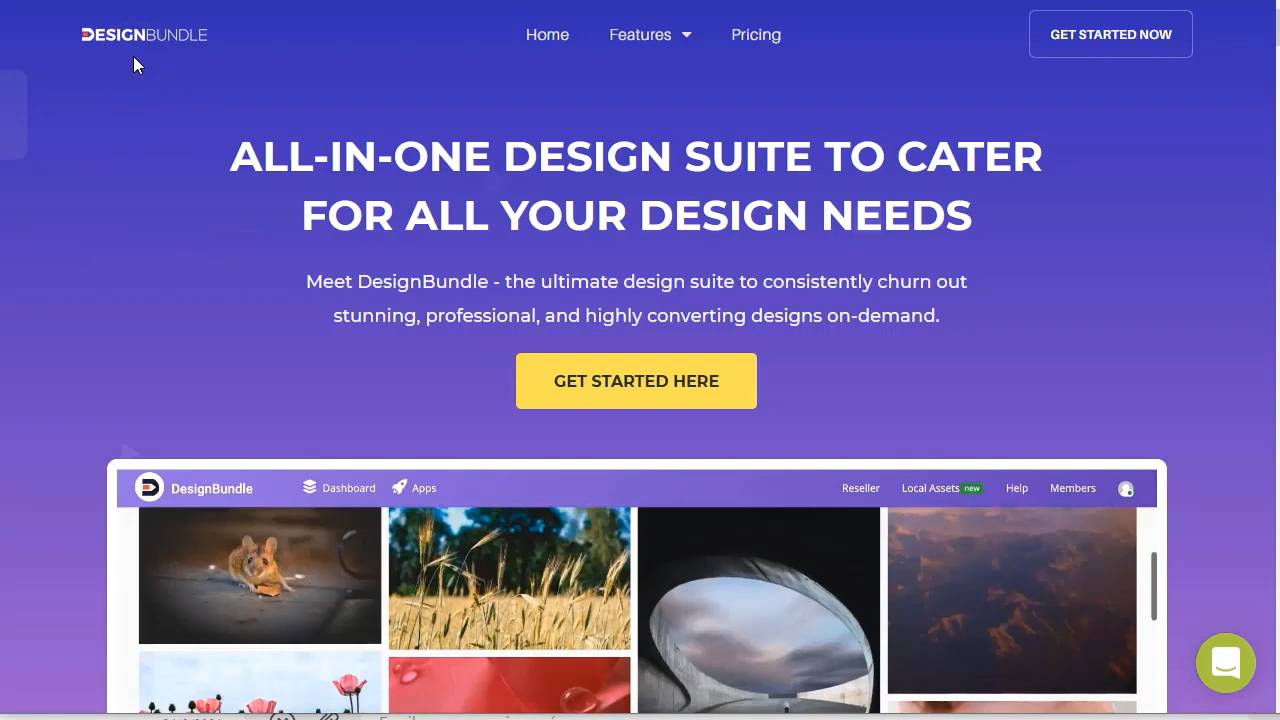 DESIGNBUNDLE
Home
Features
Pricing
GET STARTED NOW
ALL-IN-ONE DESIGN SUITE TO CATER
FOR ALL YOUR DESIGN NEEDS
Meet DesignBundle - the ultimate design suite to consistently churn out
stunning, professional, and highly converting designs on-demand.
GET STARTED HERE
DesignBundle
Dashboard
Apps
Reseller
Local Assets new
Help
Members